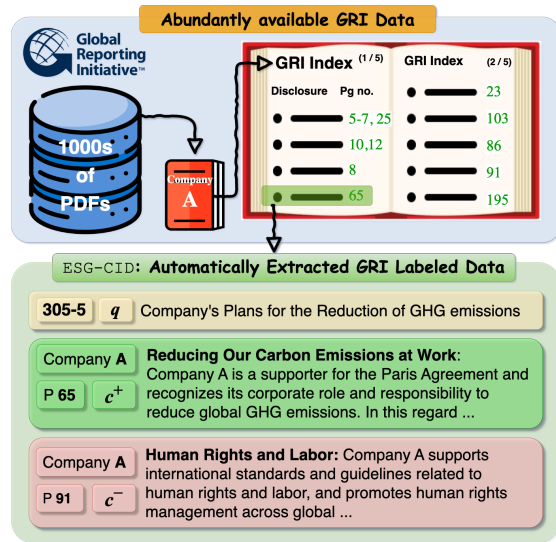 Abundantly available GRI Data
Global
Reporting
Initiative™
1000s
of
PDFs
Company
A
GRI Index (1/5)
Disclosure Pg no.
5-7, 25
10,12
8
65
GRI Index (2/5)
23
103
86
91
195
ESG-CID: Automatically Extracted GRI Labeled Data
305-5 q Company's Plans for the Reduction of GHG emissions
Company A
P 65 c+
Reducing Our Carbon Emissions at Work:
Company A is a supporter for the Paris Agreement and
recognizes its corporate role and responsibility to
reduce global GHG emissions. In this regard ...
Company A
P 91 c−
Human Rights and Labor: Company A supports
international standards and guidelines related to
human rights and labor, and promotes human rights
management across global ...